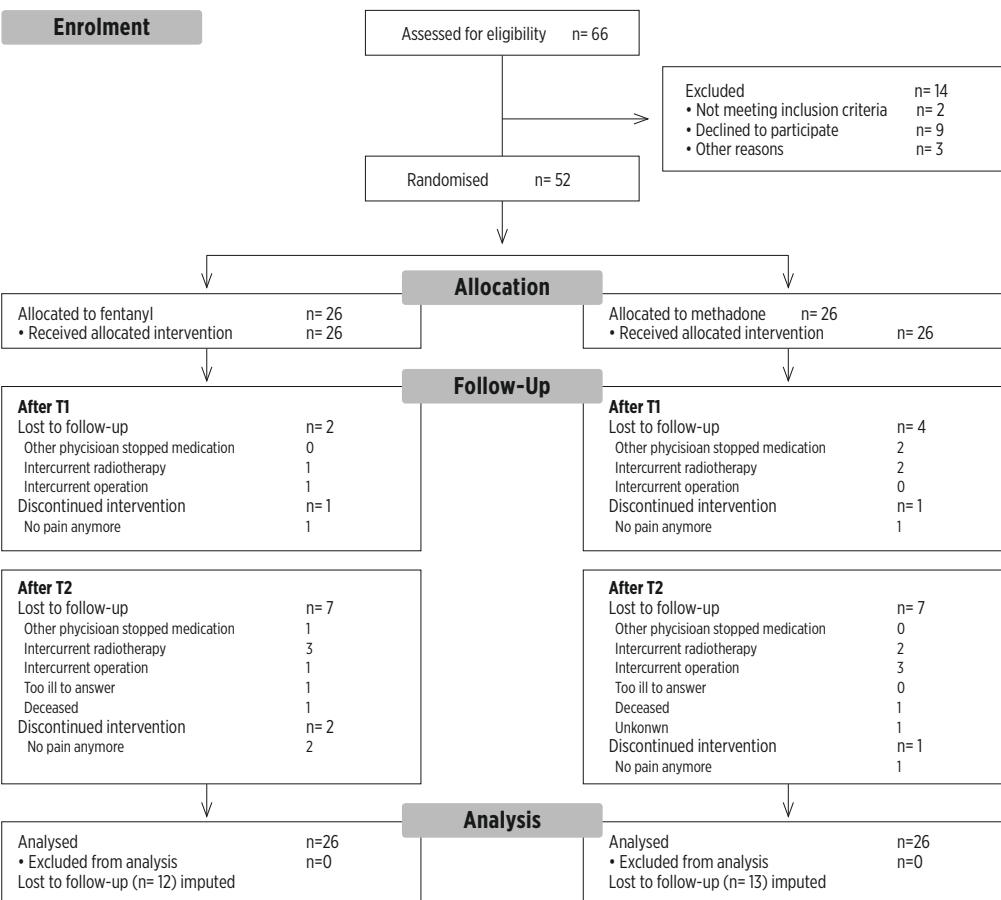 Enrolment
Assessed for eligibility n= 66
Excluded n= 14
• Not meeting inclusion criteria n= 2
• Declined to participate n= 9
• Other reasons n= 3
Randomised n= 52
Allocation
Allocated to fentanyl n= 26
• Received allocated intervention n= 26
Allocated to methadone n= 26
• Received allocated intervention n= 26
Follow-Up
After T1
Lost to follow-up n= 2
Other phycisioan stopped medication 0
Intercurrent radiotherapy 1
Intercurrent operation 1
Discontinued intervention n= 1
No pain anymore 1
After T1
Lost to follow-up n= 4
Other phycisioan stopped medication 2
Intercurrent radiotherapy 2
Intercurrent operation 0
Discontinued intervention n= 1
No pain anymore 1
After T2
Lost to follow-up n= 7
Other phycisioan stopped medication 1
Intercurrent radiotherapy 3
Intercurrent operation 1
Too ill to answer 1
Deceased 1
Discontinued intervention n= 2
No pain anymore 2
After T2
Lost to follow-up n= 7
Other phycisioan stopped medication 0
Intercurrent radiotherapy 2
Intercurrent operation 3
Too ill to answer 0
Deceased 1
Unkonwn 1
Discontinued intervention n= 1
No pain anymore 1
Analysis
Analysed n=26
• Excluded from analysis n=0
Lost to follow-up (n= 12) imputed
Analysed n=26
• Excluded from analysis n=0
Lost to follow-up (n= 13) imputed